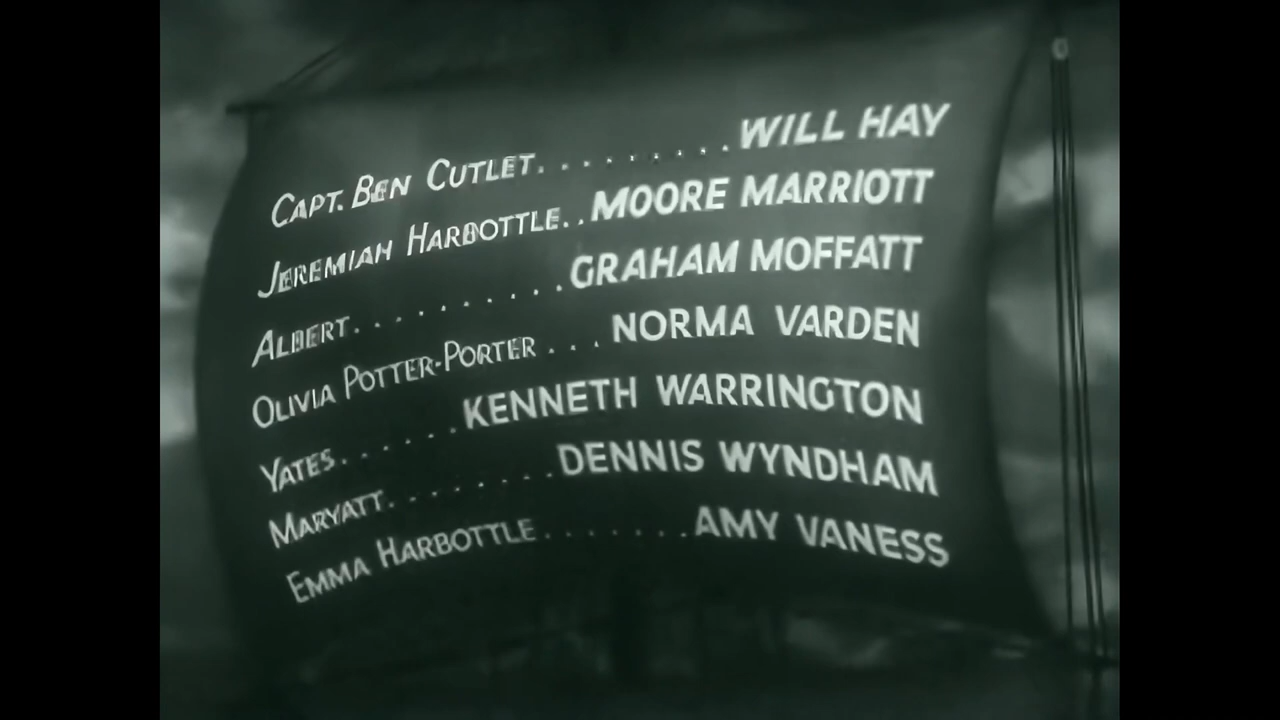 CAPT. BEN CUTLET. . . . . . . . . WILL HAY
JEREMIAH HARBOTTLE. . MOORE MARRIOTT
ALBERT. . . . . . . . . . GRAHAM MOFFATT
OLIVIA POTTER-PORTER . . . NORMA VARDEN
YATES. . . . . . KENNETH WARRINGTON
MARYATT. . . . . . . . DENNIS WYNDHAM
EMMA HARBOTTLE . . . . . . . AMY VANESS